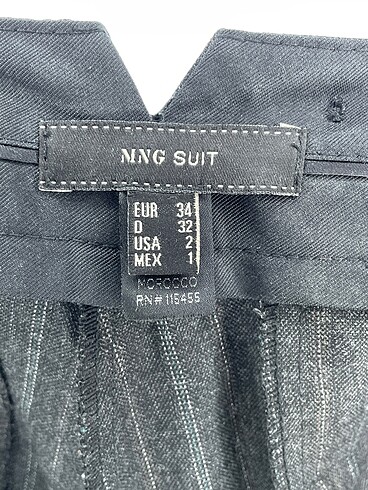 MNG SUIT
EUR 34
D 32
USA 2
MEX 1
MOROCCO
RN# 115455